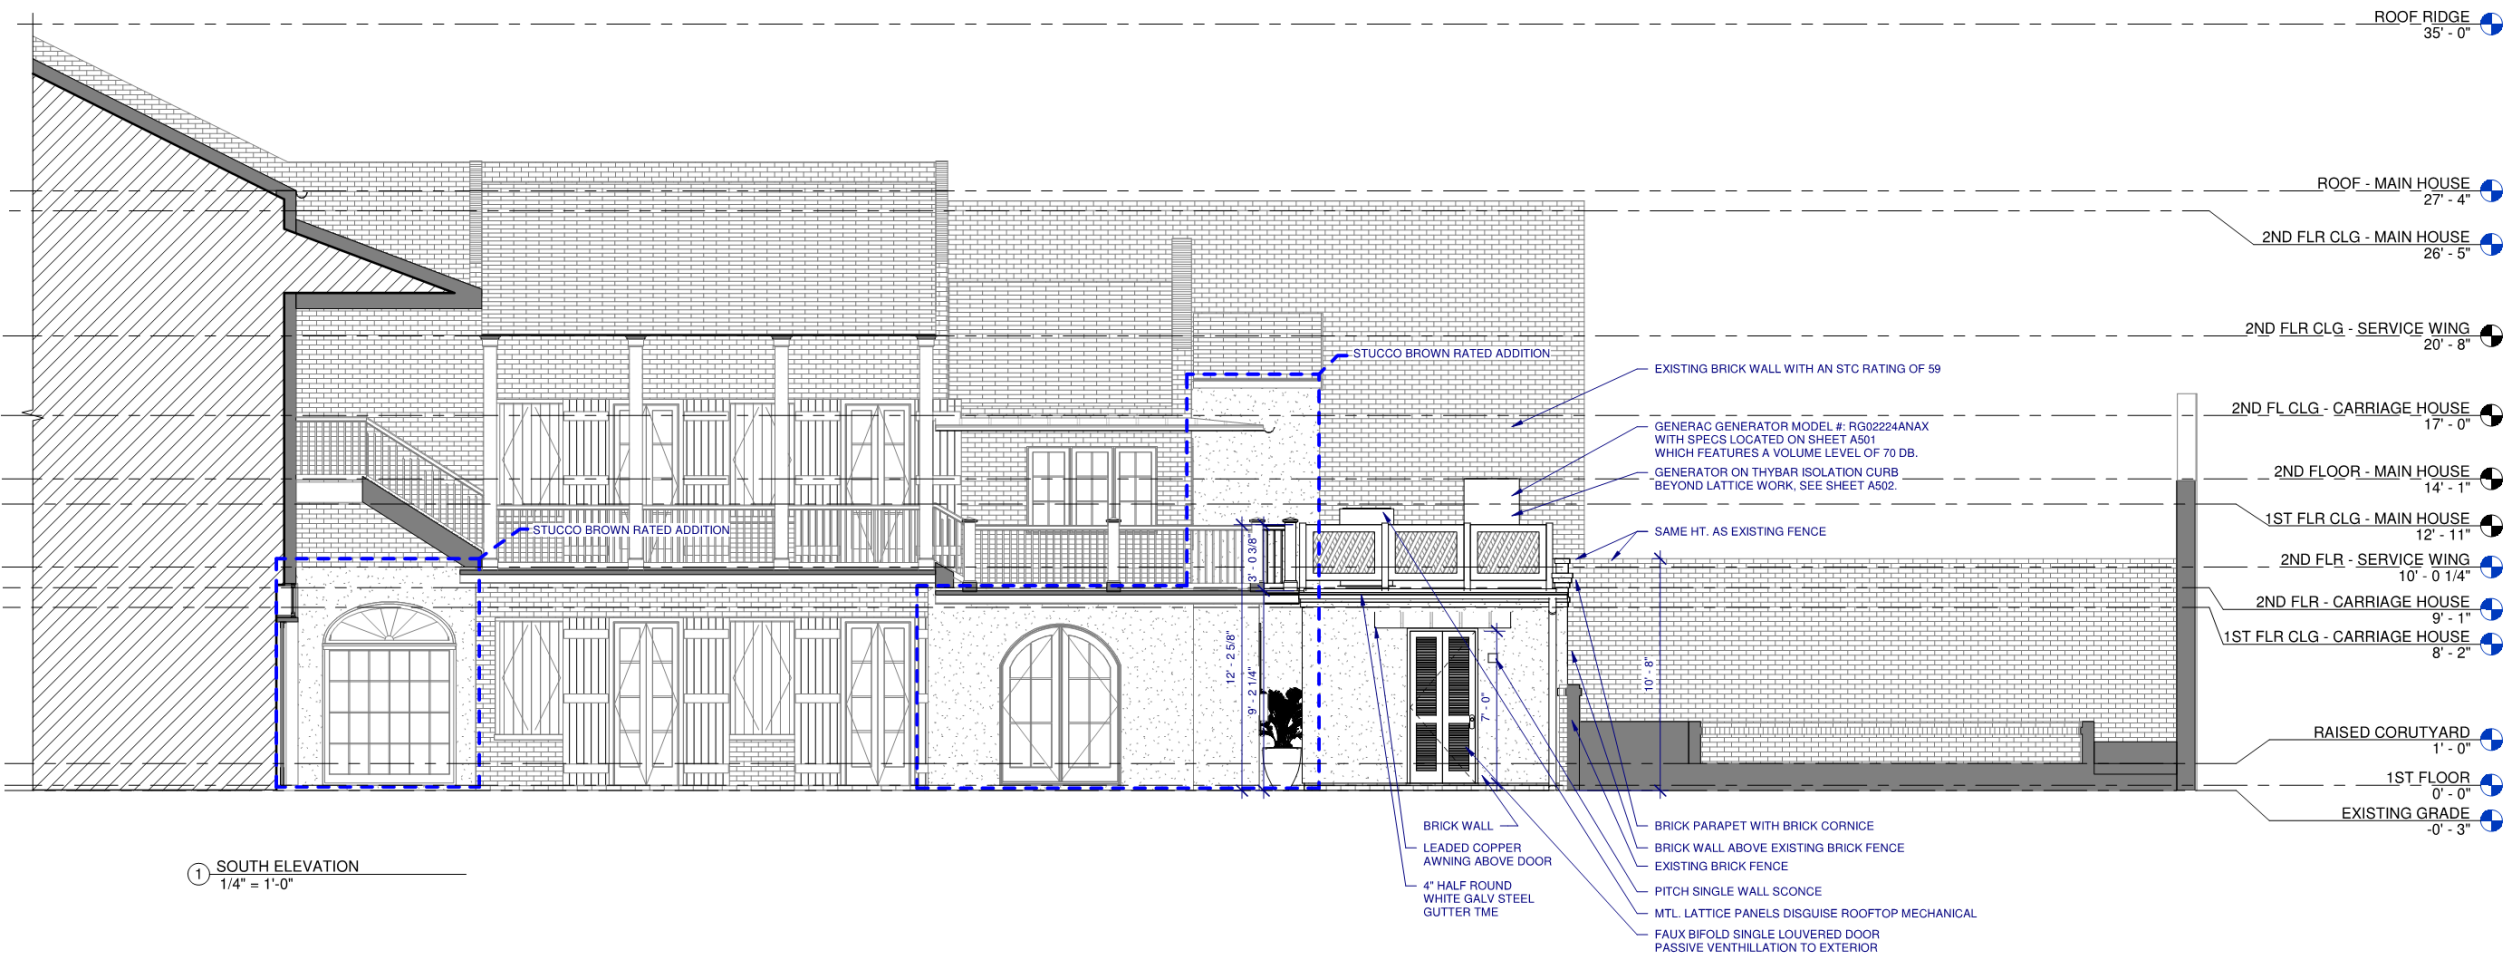 ROOF RIDGE
35' - 0"
ROOF - MAIN HOUSE
27' - 4"
2ND FLR CLG - MAIN HOUSE
26' - 5"
2ND FLR CLG - SERVICE WING
20' - 8"
STUCCO BROWN RATED ADDITION
EXISTING BRICK WALL WITH AN STC RATING OF 59
2ND FL CLG - CARRIAGE HOUSE
17' - 0"
GENERAC GENERATOR MODEL #: RG02224ANAX
WITH SPECS LOCATED ON SHEET A501
WHICH FEATURES A VOLUME LEVEL OF 70 DB.
GENERATOR ON THYBAR ISOLATION CURB
BEYOND LATTICE WORK, SEE SHEET A502.
2ND FLOOR - MAIN HOUSE
14' - 1"
STUCCO BROWN RATED ADDITION
SAME HT. AS EXISTING FENCE
1ST FLR CLG - MAIN HOUSE
12' - 11"
2ND FLR - SERVICE WING
10' - 0 1/4"
2ND FLR - CARRIAGE HOUSE
9' - 1"
1ST FLR CLG - CARRIAGE HOUSE
8' - 2"
3' - 0 3/8"
12' - 2 5/8"
9' - 2 1/4"
7' - 0"
10' - 8"
RAISED CORUTYARD
1' - 0"
1ST FLOOR
0' - 0"
EXISTING GRADE
-0' - 3"
BRICK WALL
LEADED COPPER
AWNING ABOVE DOOR
4" HALF ROUND
WHITE GALV STEEL
GUTTER TME
BRICK PARAPET WITH BRICK CORNICE
BRICK WALL ABOVE EXISTING BRICK FENCE
EXISTING BRICK FENCE
PITCH SINGLE WALL SCONCE
MTL. LATTICE PANELS DISGUISE ROOFTOP MECHANICAL
FAUX BIFOLD SINGLE LOUVERED DOOR
PASSIVE VENTHILLATION TO EXTERIOR
1
SOUTH ELEVATION
1/4" = 1'-0"